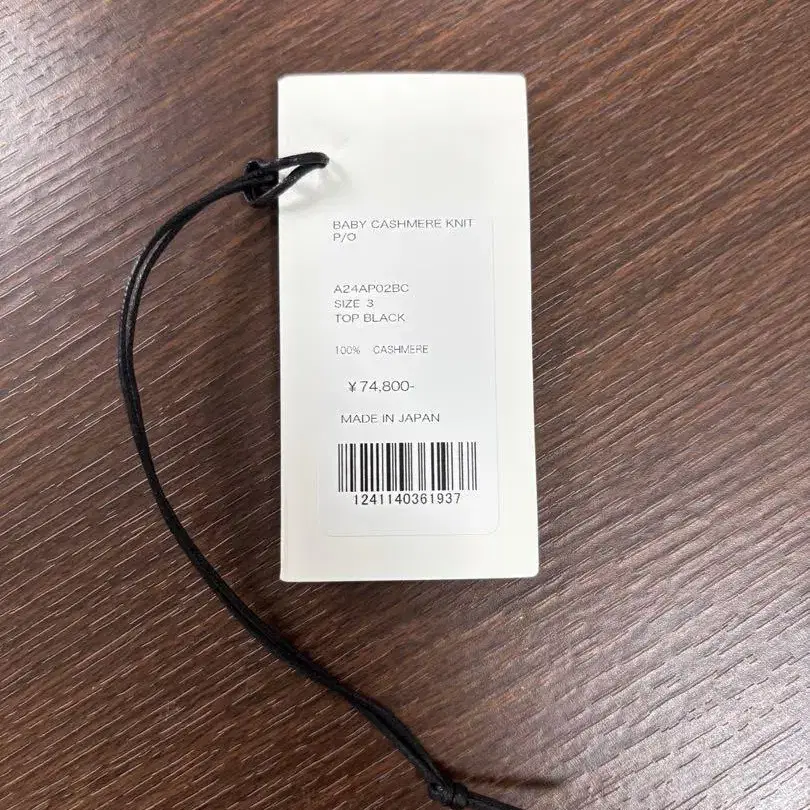 BABY CASHMERE KNIT
P/O
A24AP02BC
SIZE 3
TOP BLACK
100% CASHMERE
¥74,800-
MADE IN JAPAN
1241140361937